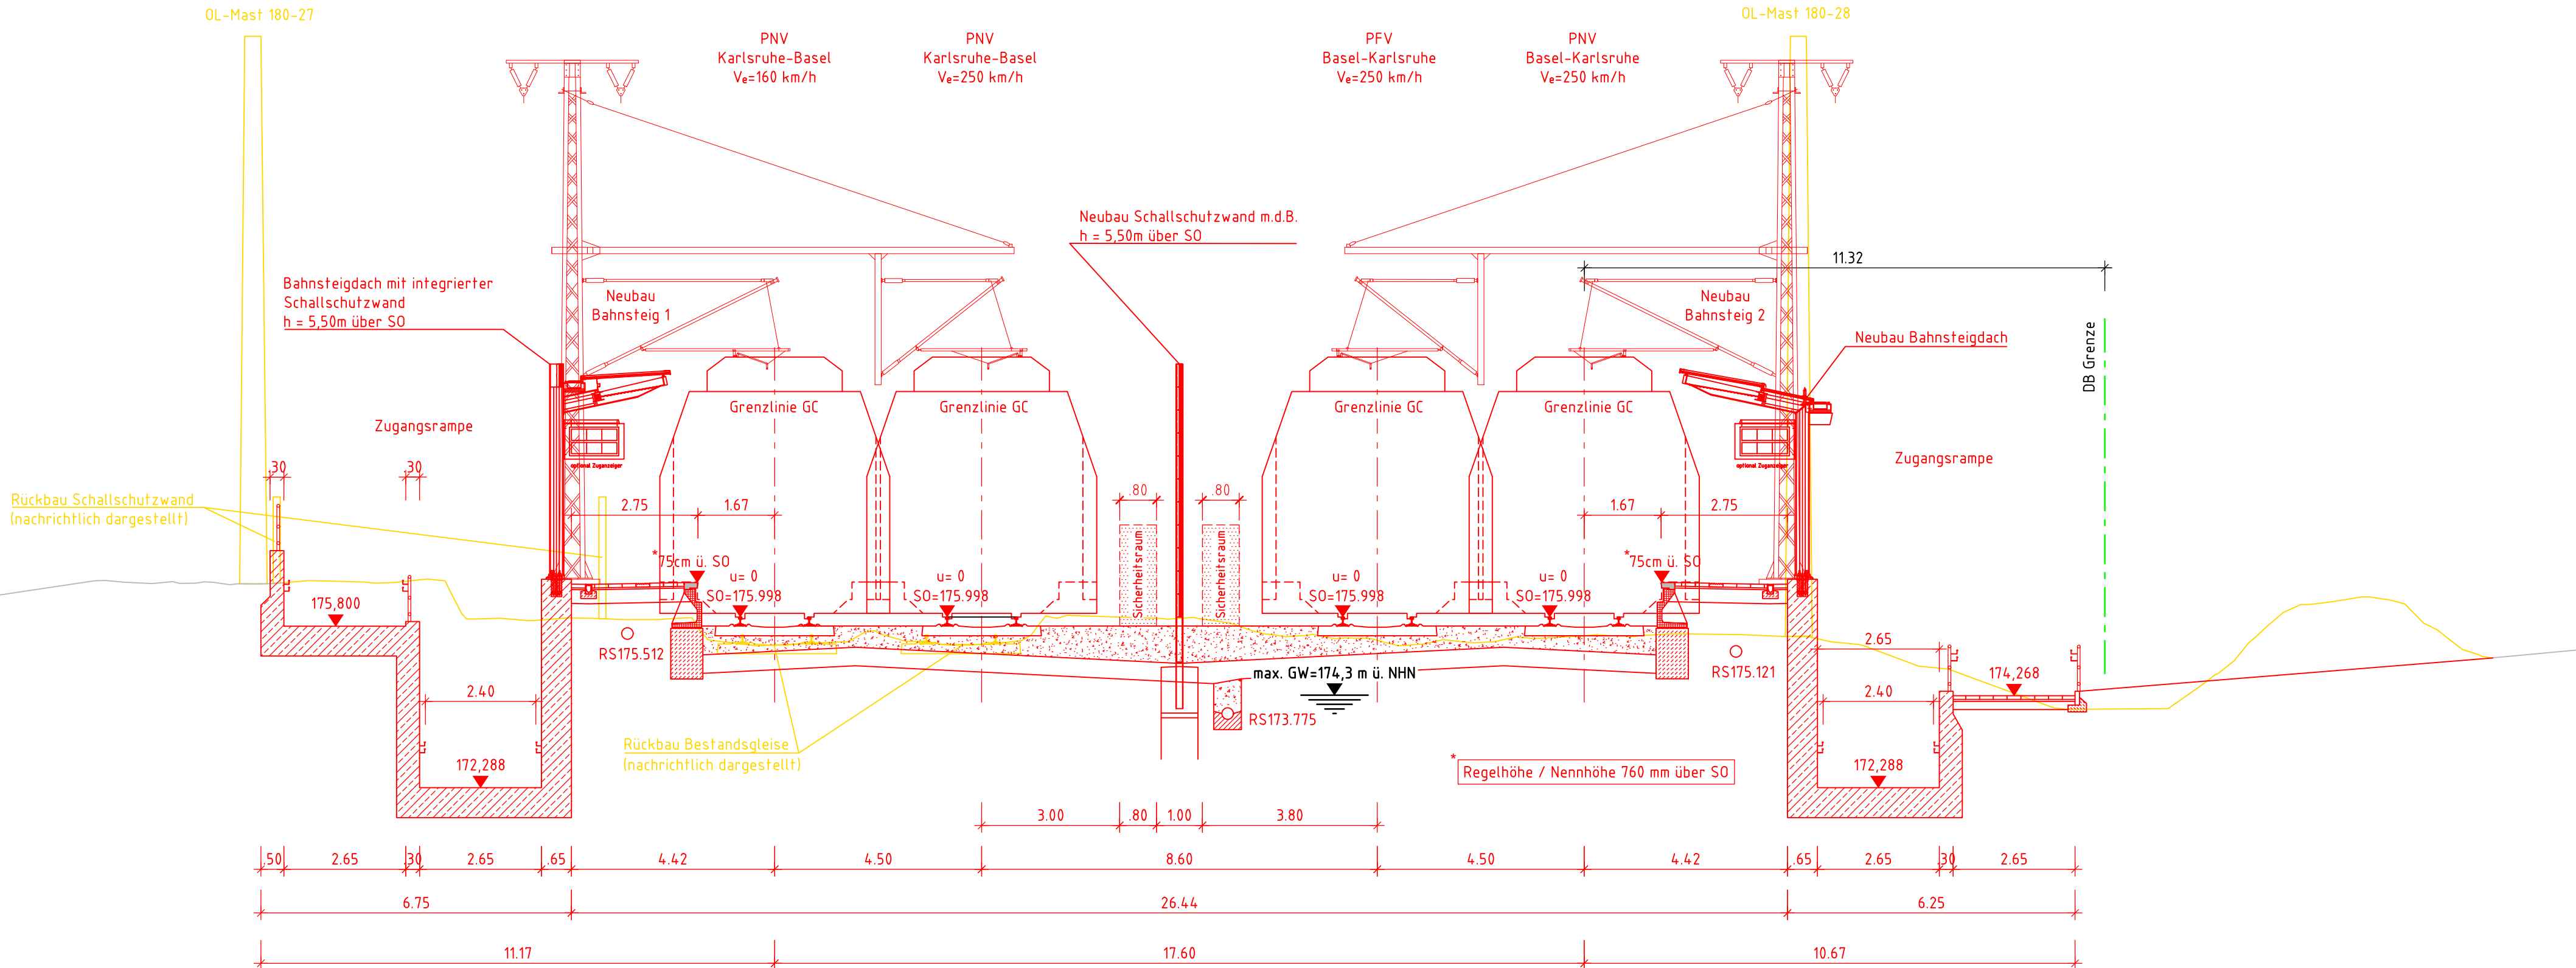 OL-Mast 180-27
OL-Mast 180-28
PNV
Karlsruhe-Basel
Ve=160 km/h
PNV
Karlsruhe-Basel
Ve=250 km/h
PFV
Basel-Karlsruhe
Ve=250 km/h
PNV
Basel-Karlsruhe
Ve=250 km/h
Neubau Schallschutzwand m.d.B.
h = 5,50m über SO
11.32
Bahnsteigdach mit integrierter
Schallschutzwand
h = 5,50m über SO
Neubau
Bahnsteig 1
Neubau
Bahnsteig 2
Neubau Bahnsteigdach
DB Grenze
Grenzlinie GC
Grenzlinie GC
Grenzlinie GC
Grenzlinie GC
Zugangsrampe
Zugangsrampe
optional Zuganzeiger
optional Zuganzeiger
.30
.30
Rückbau Schallschutzwand
(nachrichtlich dargestellt)
2.75
1.67
.80
.80
1.67
2.75
Sicherheitsraum
Sicherheitsraum
*75cm ü. SO
*75cm ü. SO
u= 0
SO=175.998
u= 0
SO=175.998
u= 0
SO=175.998
u= 0
SO=175.998
175,800
RS175.512
RS175.121
2.65
max. GW=174,3 m ü. NHN
174,268
2.40
2.40
RS173.775
Rückbau Bestandsgleise
(nachrichtlich dargestellt)
172,288
172,288
* Regelhöhe / Nennhöhe 760 mm über SO
3.00
.80
1.00
3.80
.50
2.65
.30
2.65
.65
4.42
4.50
8.60
4.50
4.42
.65
2.65
.30
2.65
6.75
26.44
6.25
11.17
17.60
10.67